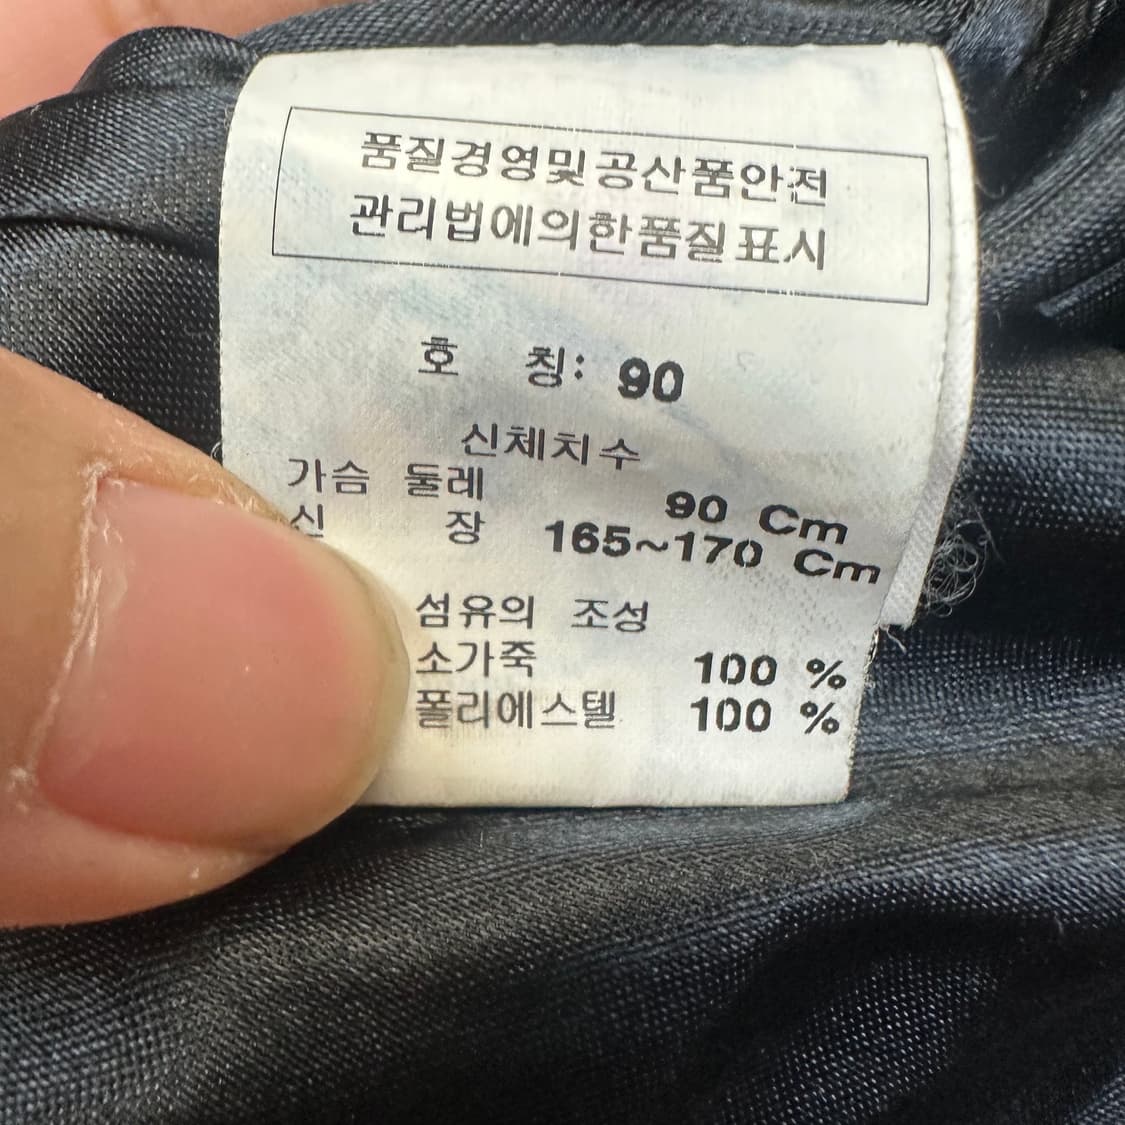 품질경영및공산품안전
관리법에의한품질표시
호 칭: 90
신체치수
가슴 둘레 90 Cm
신 장 165~170 Cm
섬유의 조성
소가죽 100 %
폴리에스텔 100 %